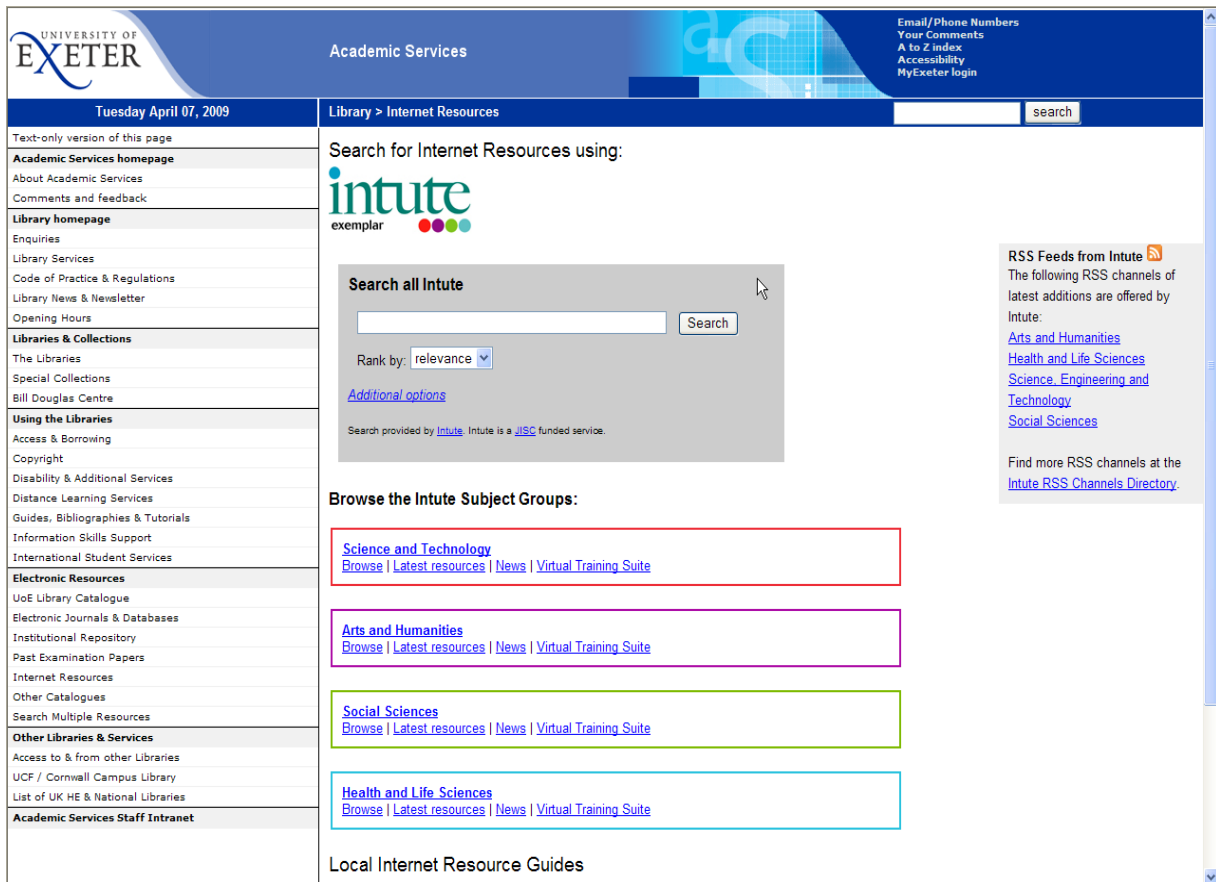 UNIVERSITY OF
EXETER
Academic Services
Email/Phone Numbers
Your Comments
A to Z index
Accessibility
MyExeter login
Tuesday April 07, 2009
Library > Internet Resources
search
Text-only version of this page
Academic Services homepage
About Academic Services
Comments and feedback
Library homepage
Enquiries
Library Services
Code of Practice & Regulations
Library News & Newsletter
Opening Hours
Libraries & Collections
The Libraries
Special Collections
Bill Douglas Centre
Using the Libraries
Access & Borrowing
Copyright
Disability & Additional Services
Distance Learning Services
Guides, Bibliographies & Tutorials
Information Skills Support
International Student Services
Electronic Resources
UoE Library Catalogue
Electronic Journals & Databases
Institutional Repository
Past Examination Papers
Internet Resources
Other Catalogues
Search Multiple Resources
Other Libraries & Services
Access to & from other Libraries
UCF / Cornwall Campus Library
List of UK HE & National Libraries
Academic Services Staff Intranet
Search for Internet Resources using:
intute
exemplar
Search all Intute
Search
Rank by: relevance
Additional options
Search provided by Intute. Intute is a JISC funded service.
Browse the Intute Subject Groups:
Science and Technology
Browse | Latest resources | News | Virtual Training Suite
Arts and Humanities
Browse | Latest resources | News | Virtual Training Suite
Social Sciences
Browse | Latest resources | News | Virtual Training Suite
Health and Life Sciences
Browse | Latest resources | News | Virtual Training Suite
Local Internet Resource Guides
RSS Feeds from Intute
The following RSS channels of
latest additions are offered by
Intute:
Arts and Humanities
Health and Life Sciences
Science, Engineering and
Technology
Social Sciences
Find more RSS channels at the
Intute RSS Channels Directory.